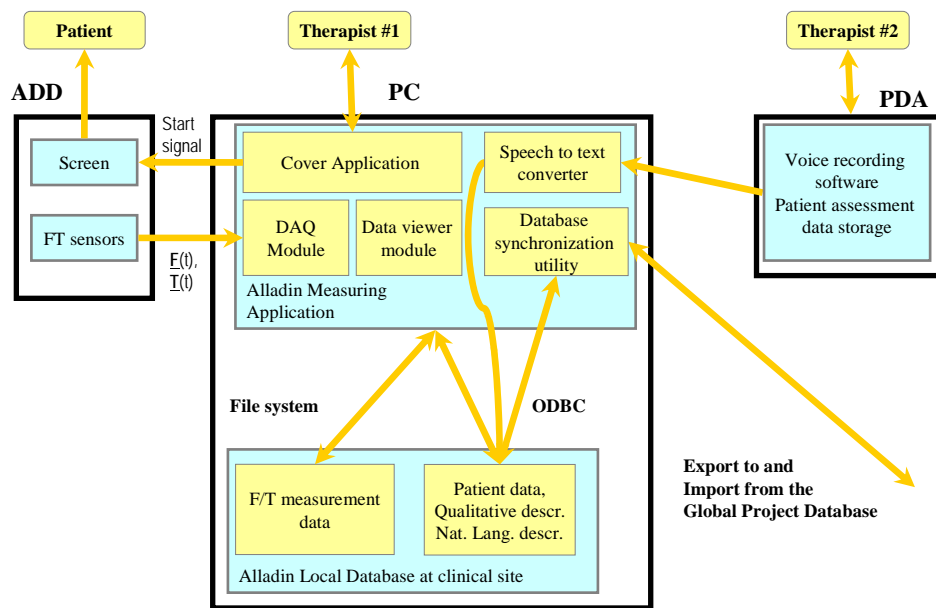 Patient
Therapist #1
Therapist #2
ADD
PC
PDA
Start
signal
Screen
FT sensors
F(t),
T(t)
Cover Application
Speech to text
converter
DAQ
Module
Data viewer
module
Database
synchronization
utility
Alladin Measuring
Application
Voice recording
software
Patient assessment
data storage
File system
ODBC
F/T measurement
data
Patient data,
Qualitative descr.
Nat. Lang. descr.
Alladin Local Database at clinical site
Export to and
Import from the
Global Project Database